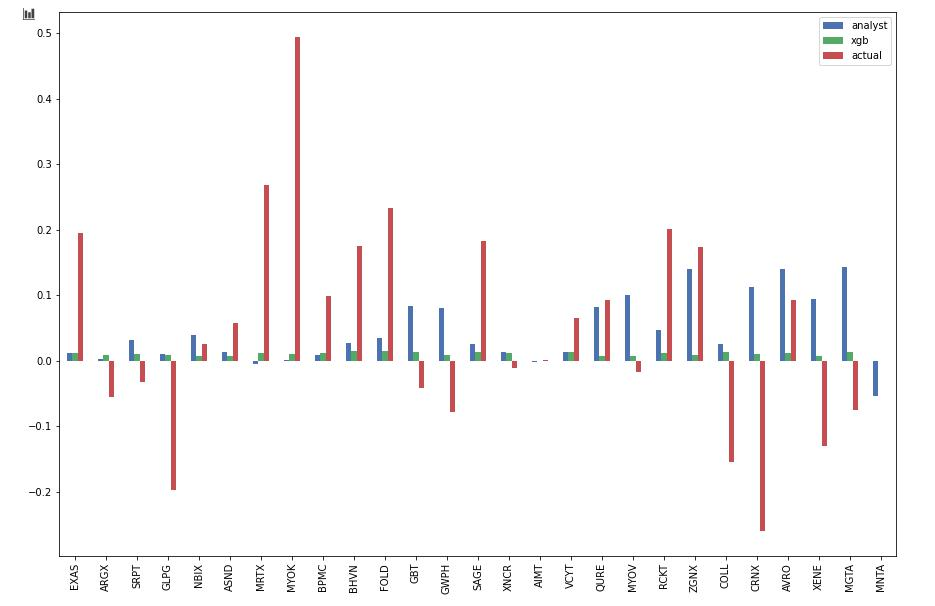 analyst
xgb
actual
0.5
0.4
0.3
0.2
0.1
0.0
−0.1
−0.2
EXAS ARGX SRPT GLPG NBIX ASND MRTX MYOK BPMC BHVN FOLD GBT GWPH SAGE XNCR AIMT VCYT QURE MYOV RCKT ZGNX COLL CRNX AVRO XENE MGTA MNTA